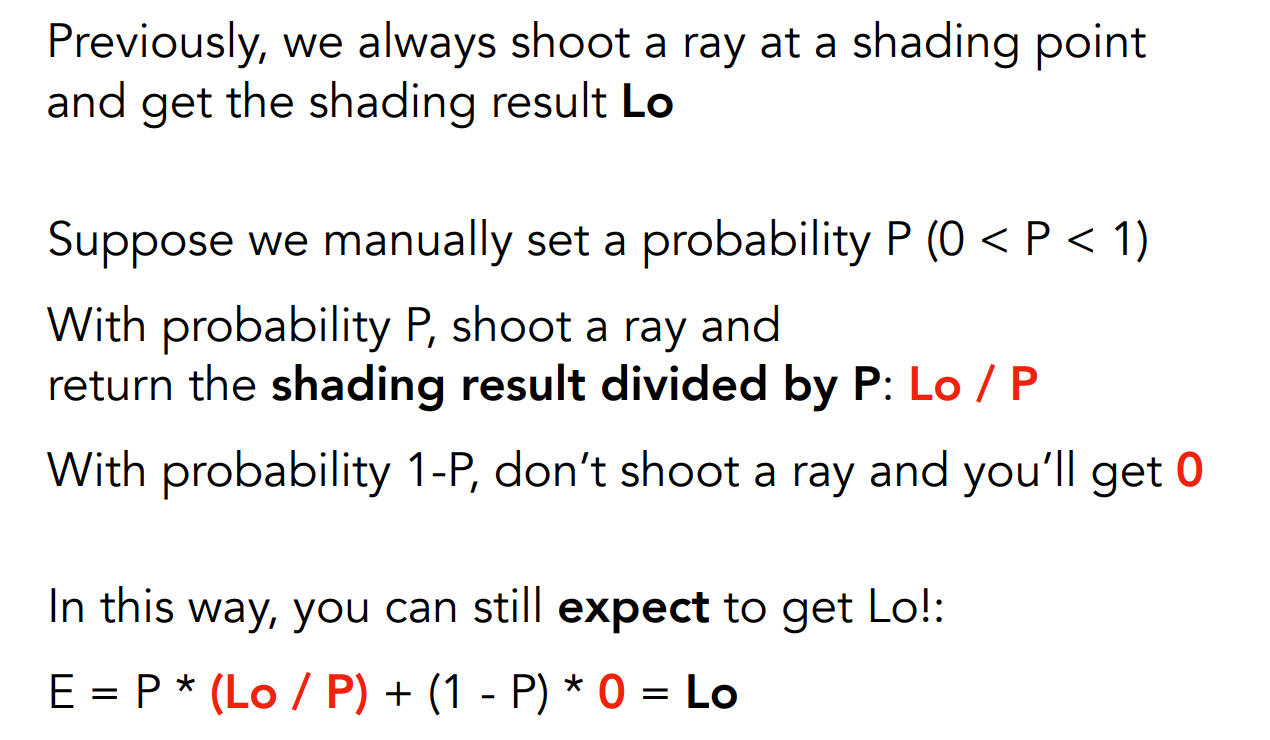 Previously, we always shoot a ray at a shading point
and get the shading result Lo
Suppose we manually set a probability P (0 < P < 1)
With probability P, shoot a ray and
return the shading result divided by P: Lo / P
With probability 1-P, don’t shoot a ray and you’ll get 0
In this way, you can still expect to get Lo!:
E = P * (Lo / P) + (1 - P) * 0 = Lo